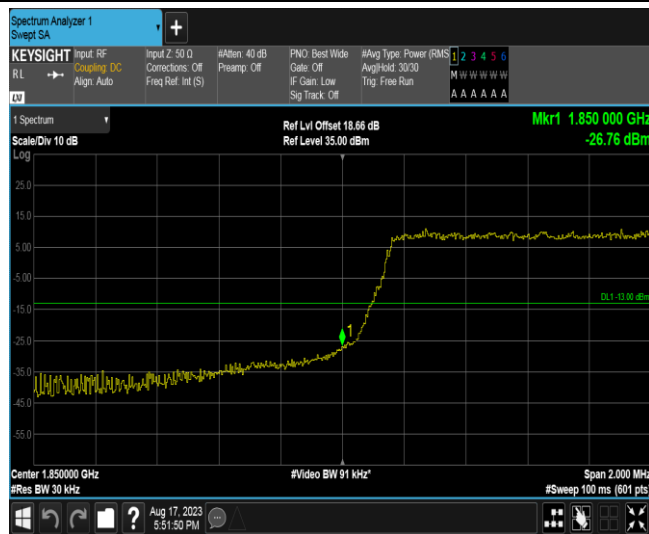 Spectrum Analyzer 1
Swept SA
+
KEYSIGHT
RL
LXI
Input: RF
Coupling: DC
Align: Auto
Input Z: 50 Ω
Corrections: Off
Freq Ref: Int (S)
#Atten: 40 dB
Preamp: Off
PNO: Best Wide
Gate: Off
IF Gain: Low
Sig Track: Off
#Avg Type: Power (RMS
Avg|Hold: 30/30
Trig: Free Run
1 2 3 4 5 6
M W W W W W
A A A A A A
1 Spectrum
Scale/Div 10 dB
Log
Ref Lvl Offset 18.66 dB
Ref Level 35.00 dBm
Mkr1 1.850 000 GHz
-26.76 dBm
25.0
15.0
5.00
-5.00
DL1 -13.00 dBm
-15.0
1
-25.0
-35.0
-45.0
-55.0
Center 1.850000 GHz
#Video BW 91 kHz*
Span 2.000 MHz
#Res BW 30 kHz
#Sweep 100 ms (601 pts)
?
Aug 17, 2023
5:51:50 PM